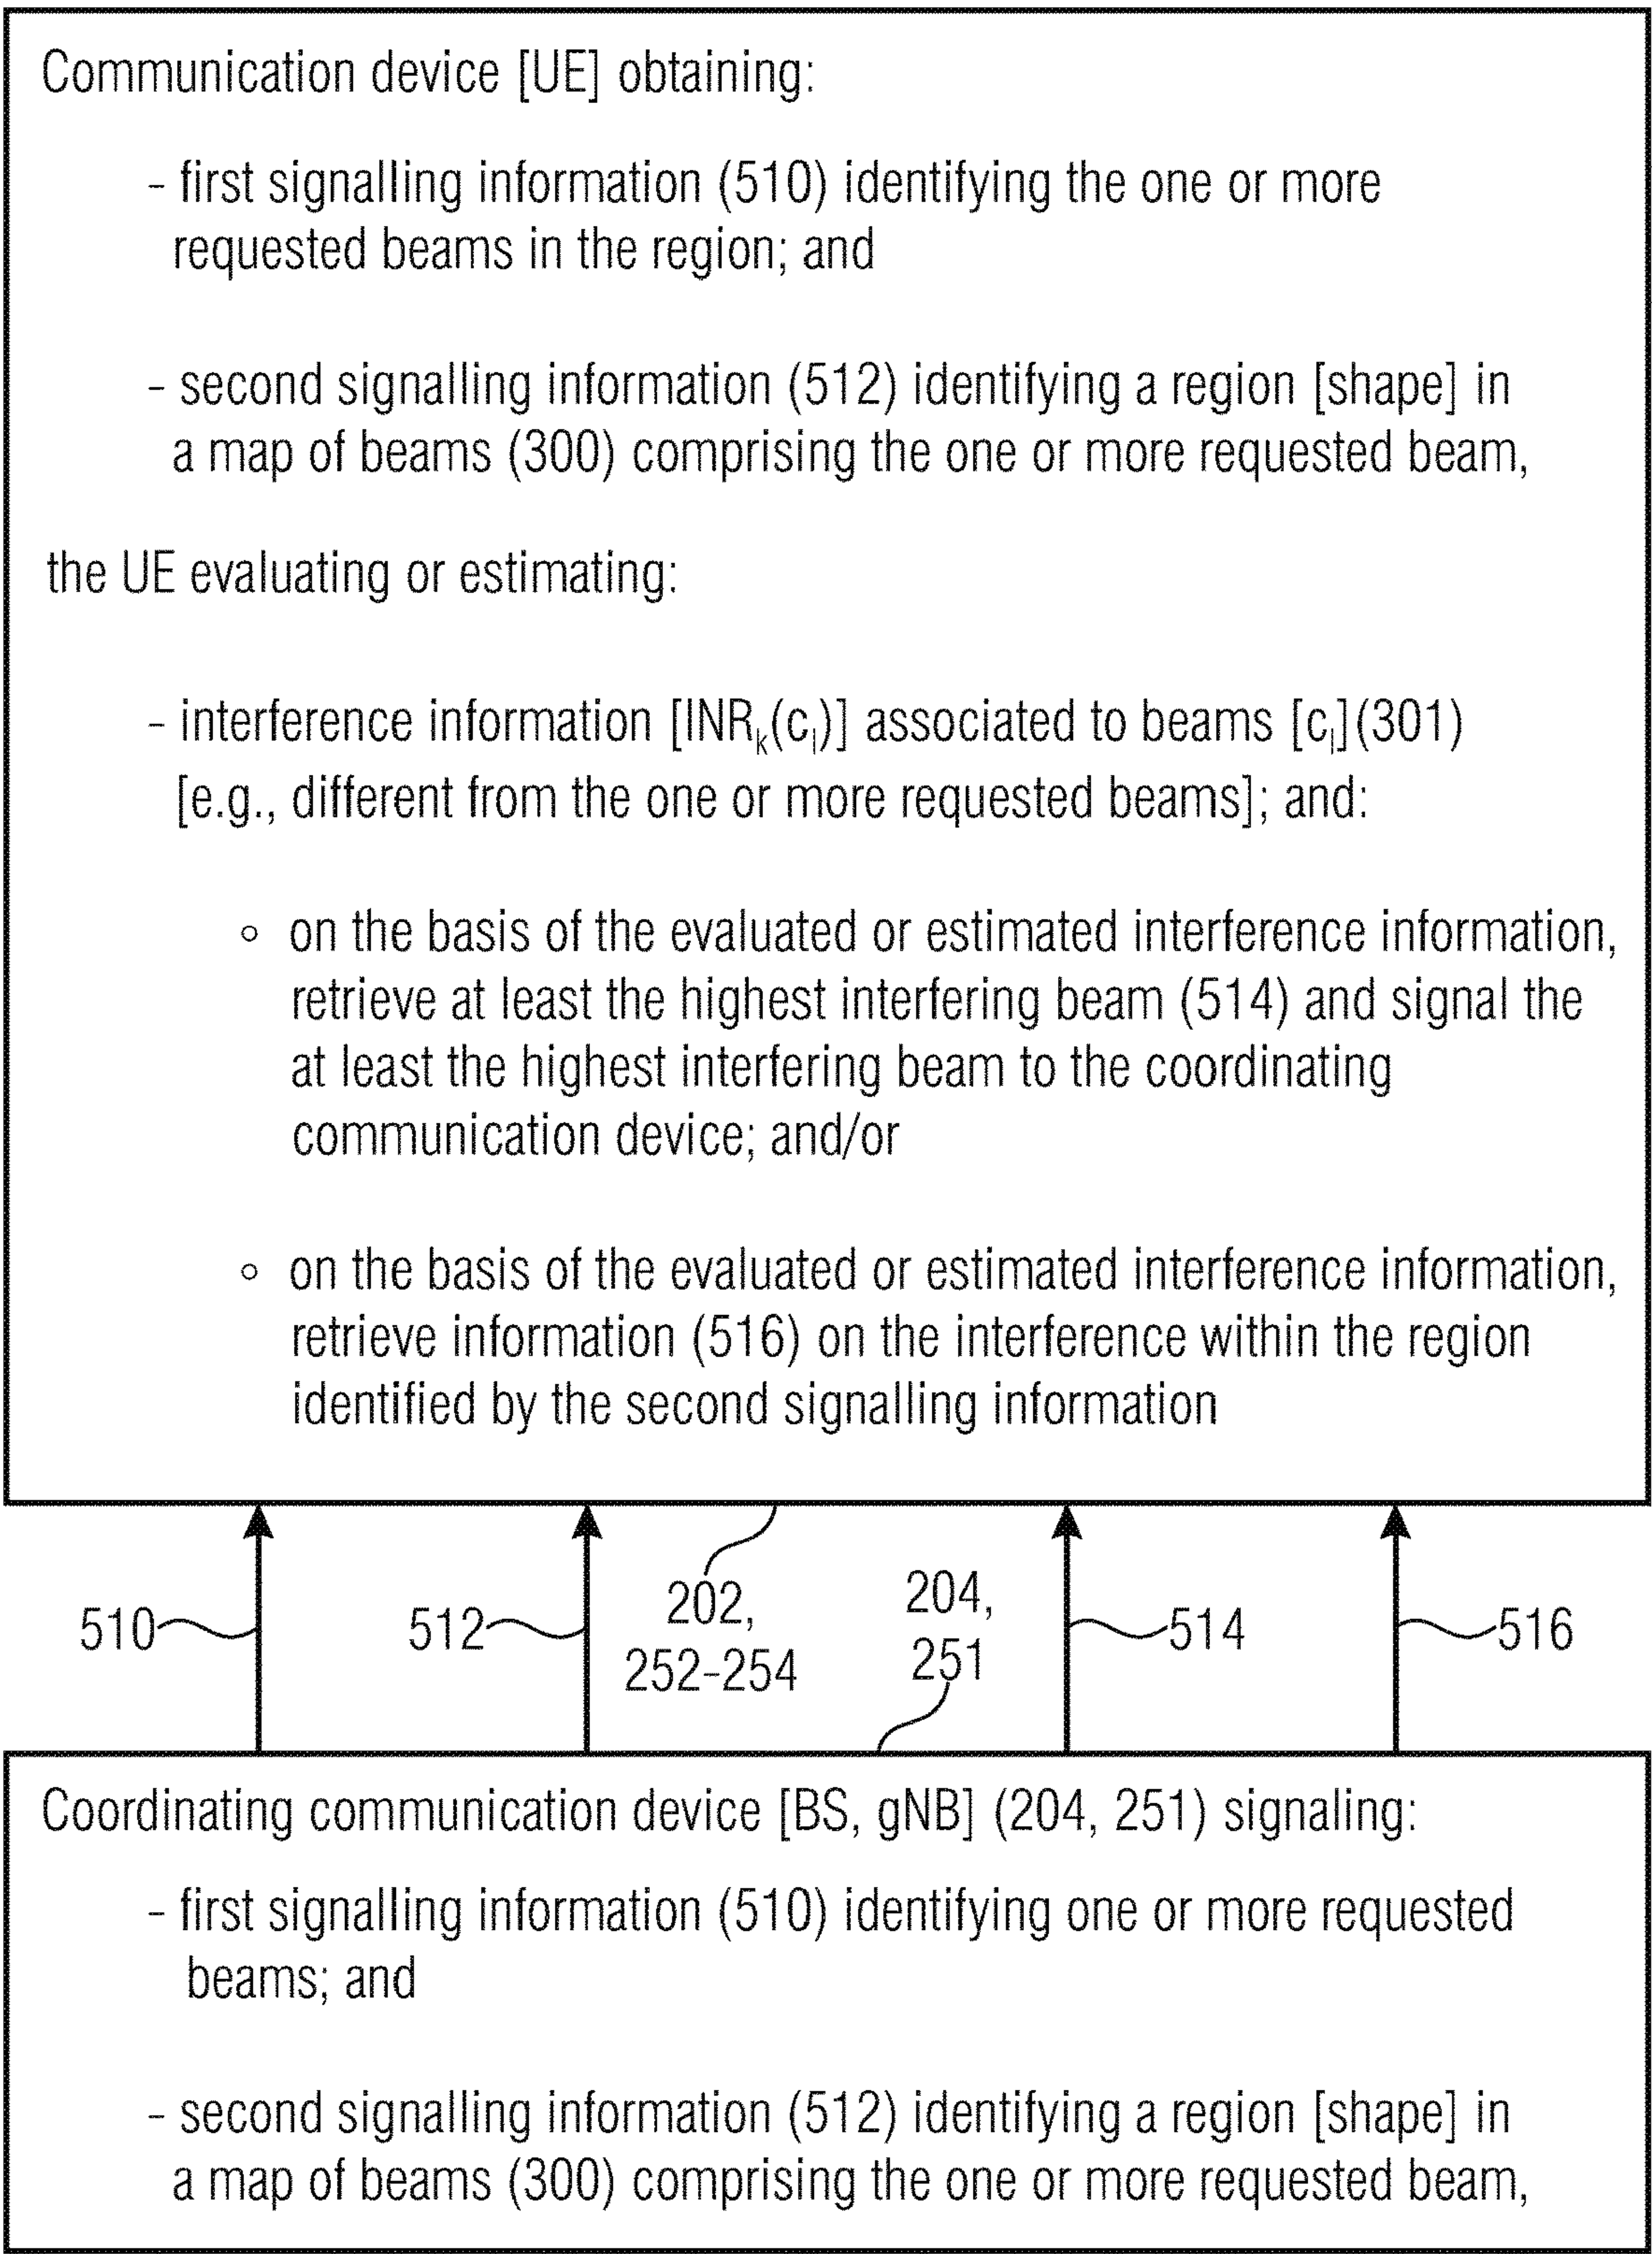 Communication device [UE] obtaining:
- first signalling information (510) identifying the one or more
requested beams in the region; and
- second signalling information (512) identifying a region [shape] in
a map of beams (300) comprising the one or more requested beam,
the UE evaluating or estimating:
- interference information [INRk(cl)] associated to beams [cl](301)
[e.g., different from the one or more requested beams]; and:
○ on the basis of the evaluated or estimated interference information,
retrieve at least the highest interfering beam (514) and signal the
at least the highest interfering beam to the coordinating
communication device; and/or
○ on the basis of the evaluated or estimated interference information,
retrieve information (516) on the interference within the region
identified by the second signalling information
510
512
202,
252-254
204,
251
514
516
Coordinating communication device [BS, gNB] (204, 251) signaling:
- first signalling information (510) identifying one or more requested
beams; and
- second signalling information (512) identifying a region [shape] in
a map of beams (300) comprising the one or more requested beam,